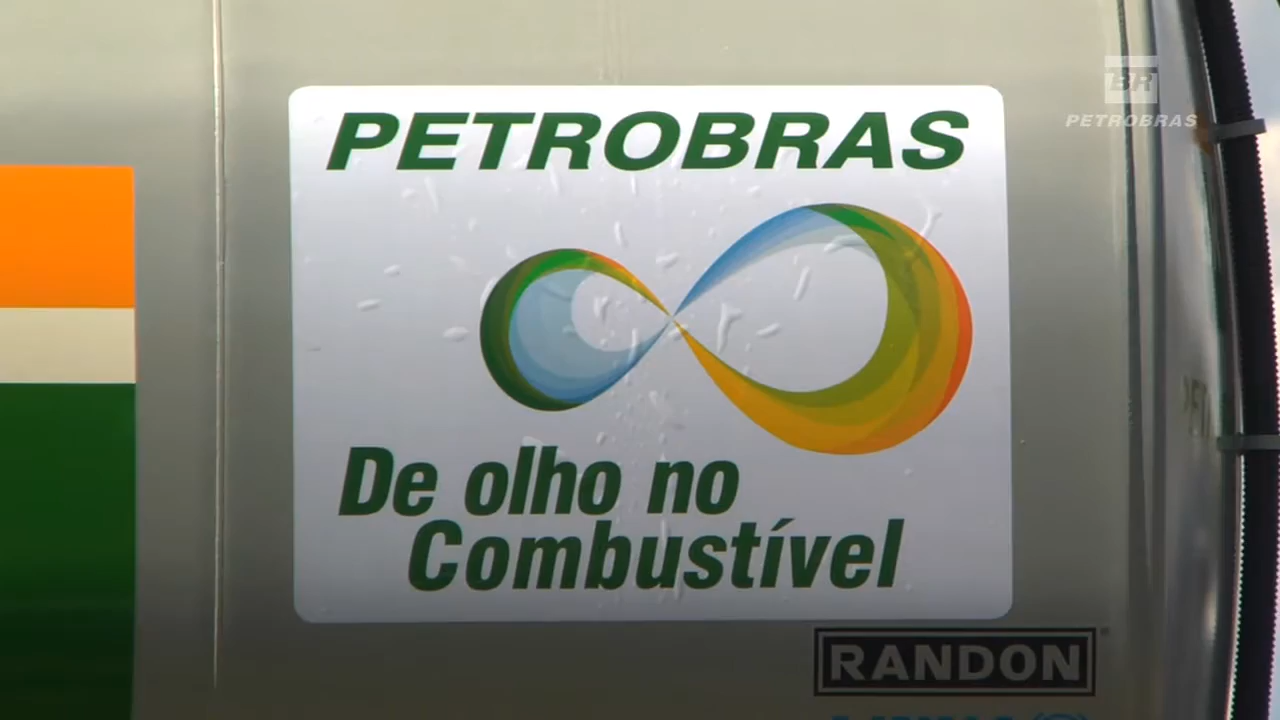 BR
PETROBRAS
PETROBRAS
De olho no
Combustível
RANDON